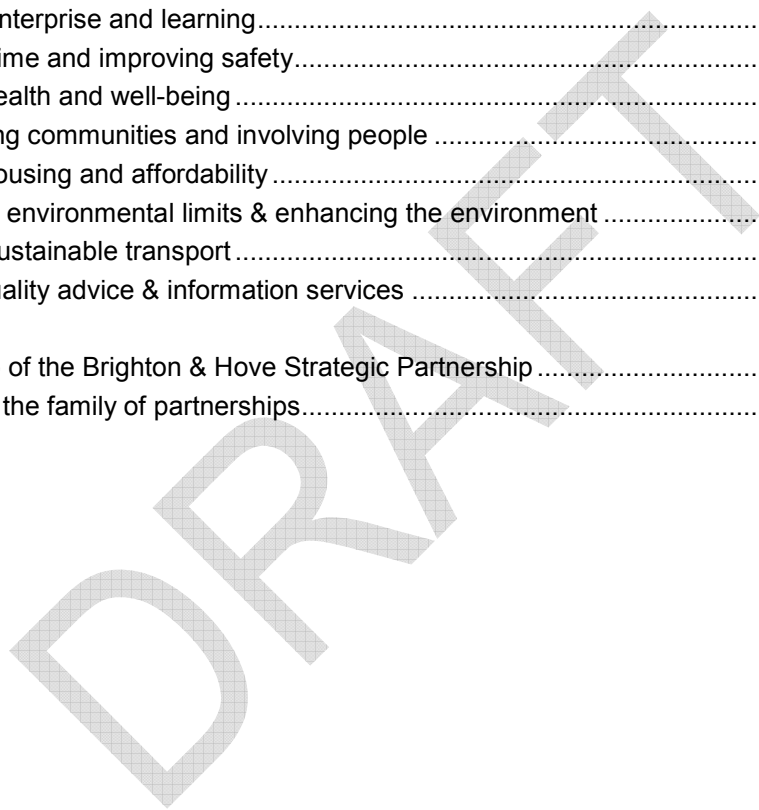 nterprise and learning..........................................................................
ime and improving safety....................................................................
ealth and well-being.............................................................................
ng communities and involving people.................................................
ousing and affordability........................................................................
environmental limits & enhancing the environment......................
ustainable transport.............................................................................
uality advice & information services....................................................
of the Brighton & Hove Strategic Partnership................................
the family of partnerships..................................................................
DRAFT